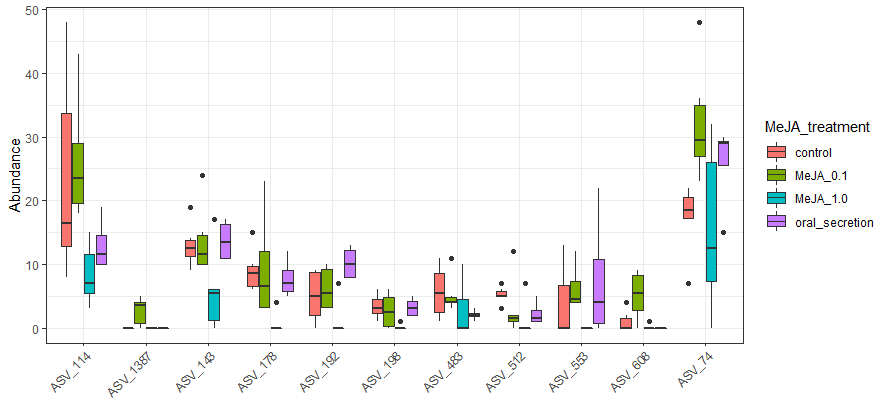 50
40
30
20
10
0
Abundance
ASV_114
ASV_1387
ASV_143
ASV_178
ASV_192
ASV_198
ASV_483
ASV_512
ASV_553
ASV_608
ASV_74
MeJA_treatment
control
MeJA_0.1
MeJA_1.0
oral_secretion